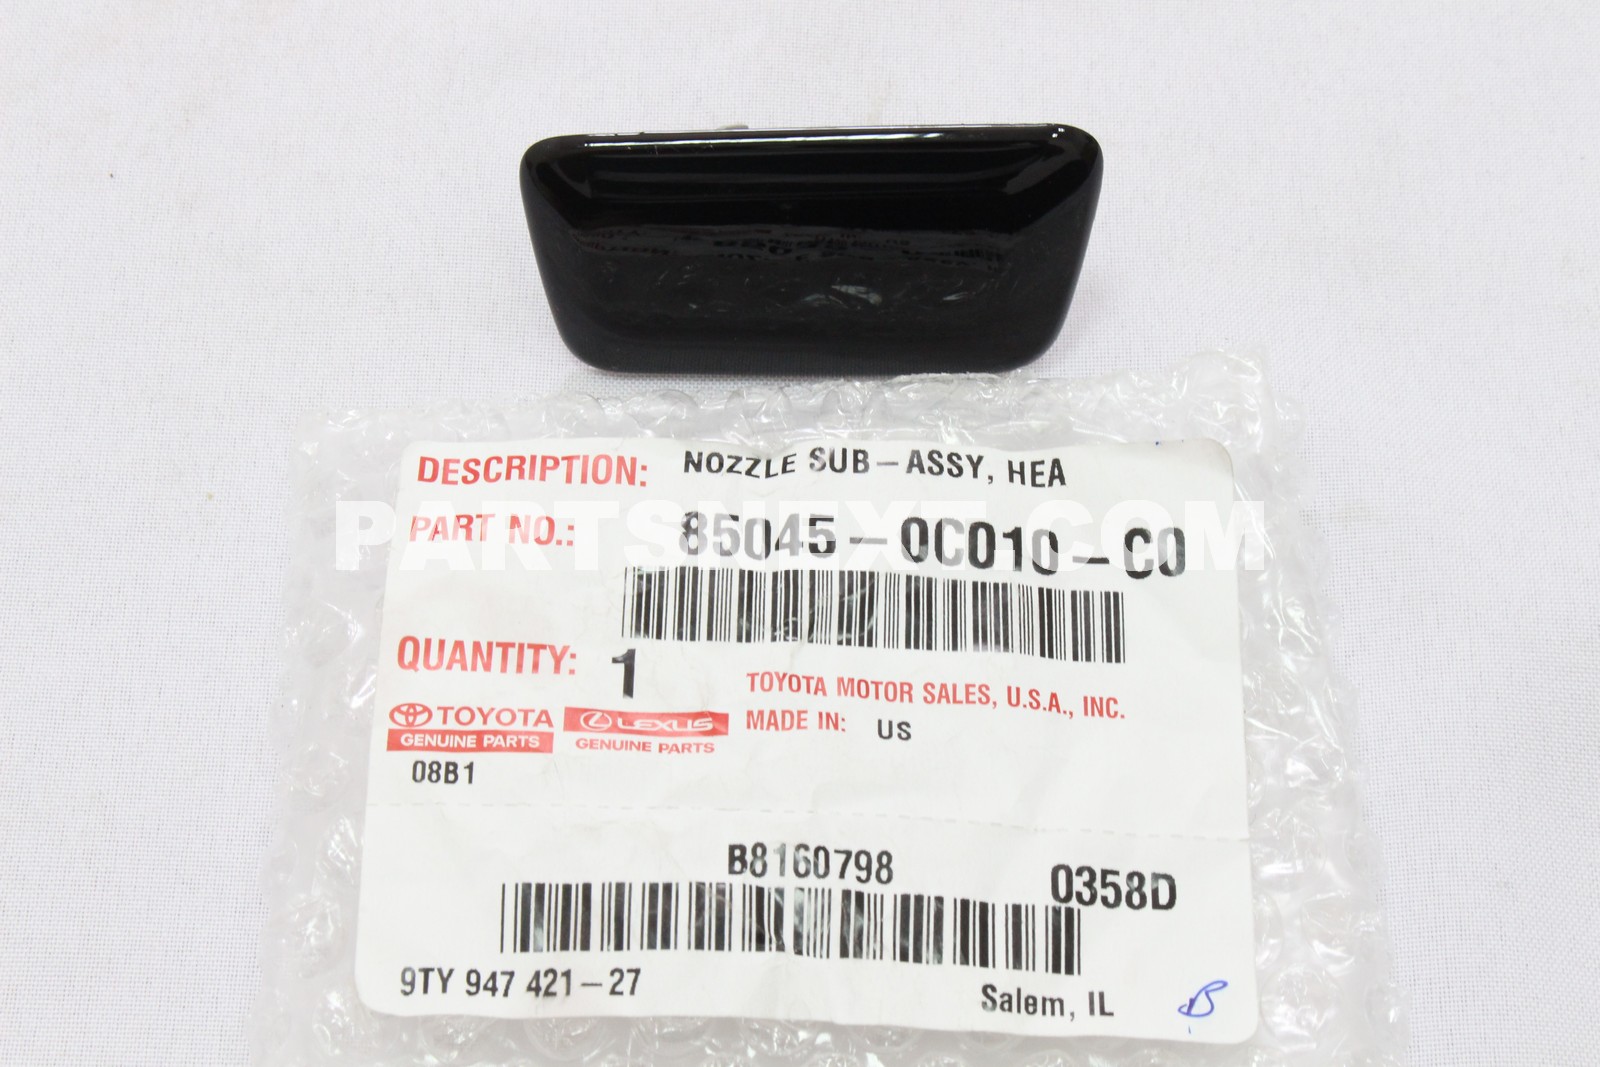 DESCRIPTION: NOZZLE SUB-ASSY, HEA
PART NO.: 85045-0C010-C0
PARTSNEXT.COM
QUANTITY: 1
TOYOTA MOTOR SALES, U.S.A., INC.
MADE IN: US
TOYOTA
GENUINE PARTS
LEXUS
GENUINE PARTS
08B1
B8160798
0358D
9TY 947 421-27
Salem, IL
B